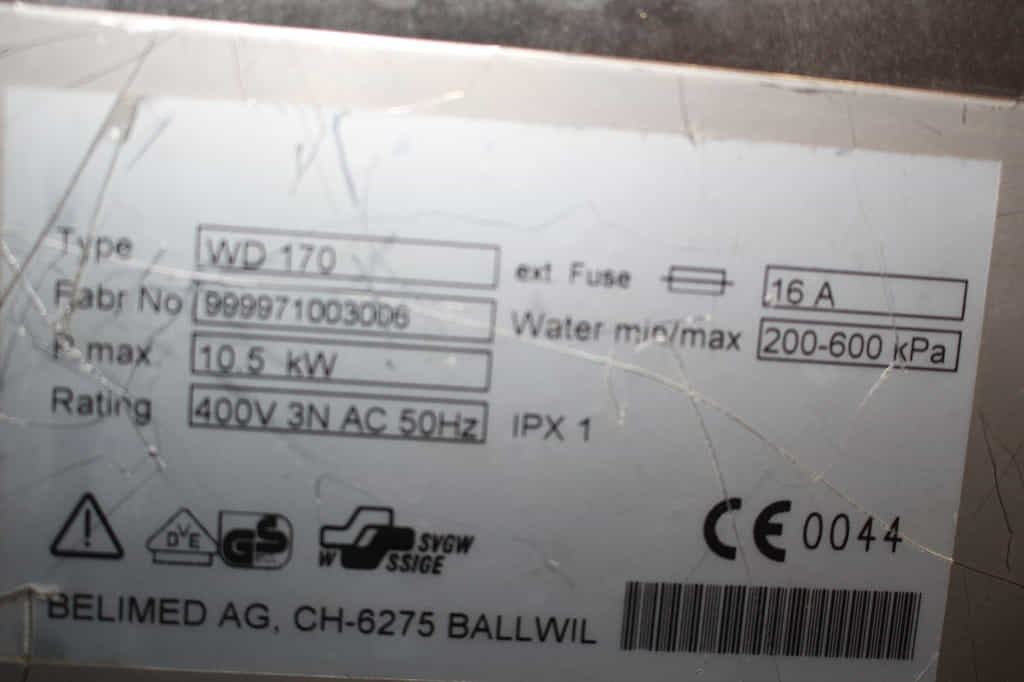 Type WD 170 ext Fuse 16 A
Fabr No 999971003006 Water min/max 200-600 kPa
P max 10.5 kW
Rating 400V 3N AC 50Hz IPX 1
DVE GS W SVGW SSIGE CE 0044
BELIMED AG, CH-6275 BALLWIL